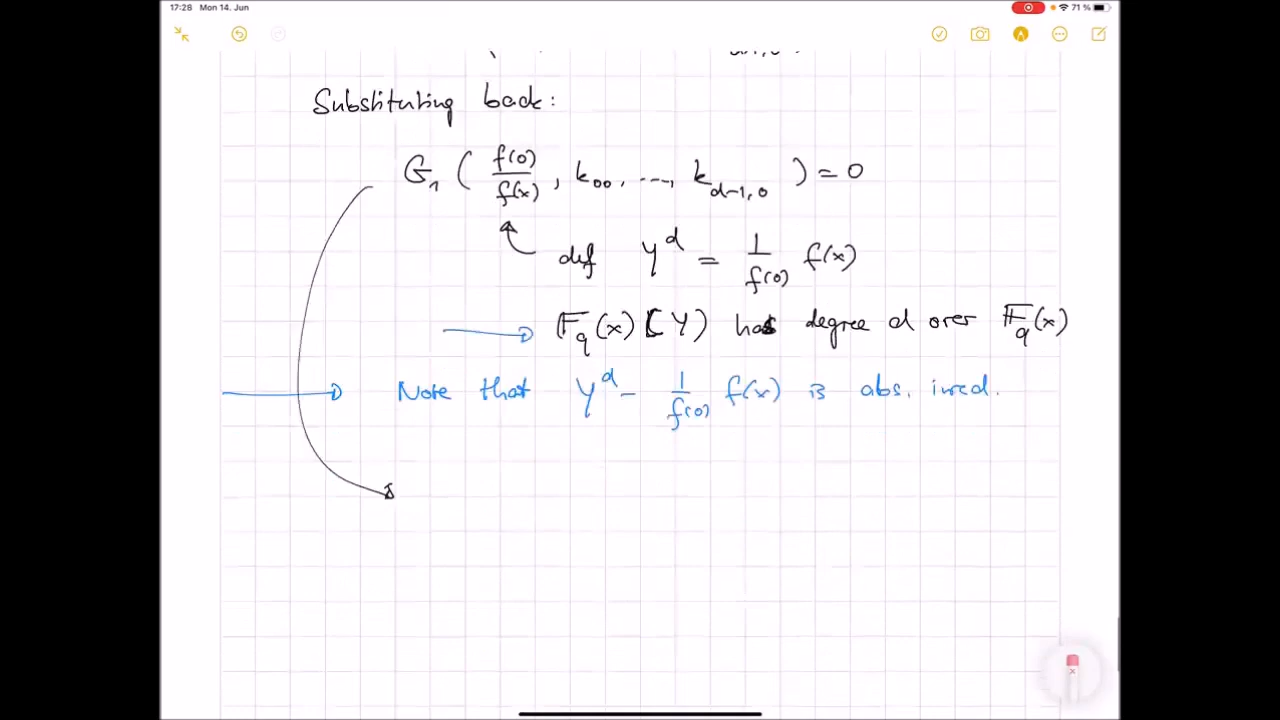 17:28 Mon 14. Jun 71 %
Substituting back:
G₁ ( f(0)/f(x) , k₀₀, ..., k_{d-1,0} ) = 0
def y^d = 1/f(0) f(x)
𝔽_q(x)(y) has degree d over 𝔽_q(x)
Note that y^d - 1/f(0) f(x) is abs. irred.